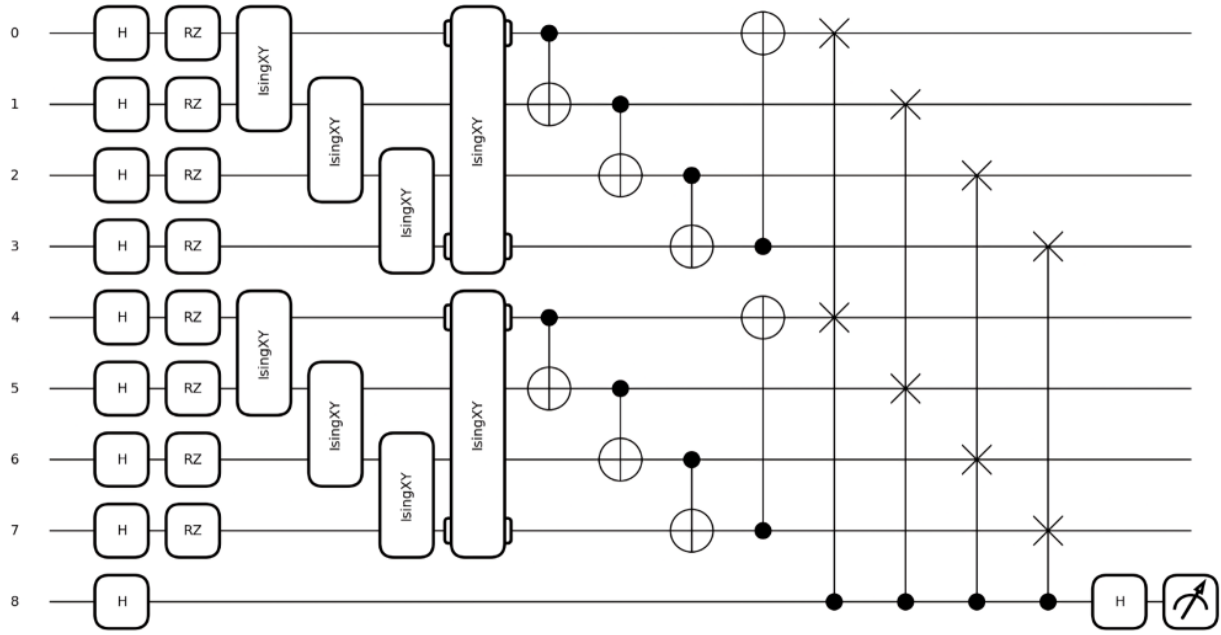 0 H RZ IsingXY IsingXY
1 H RZ IsingXY
2 H RZ IsingXY
3 H RZ
4 H RZ IsingXY IsingXY
5 H RZ IsingXY
6 H RZ IsingXY
7 H RZ
8 H H